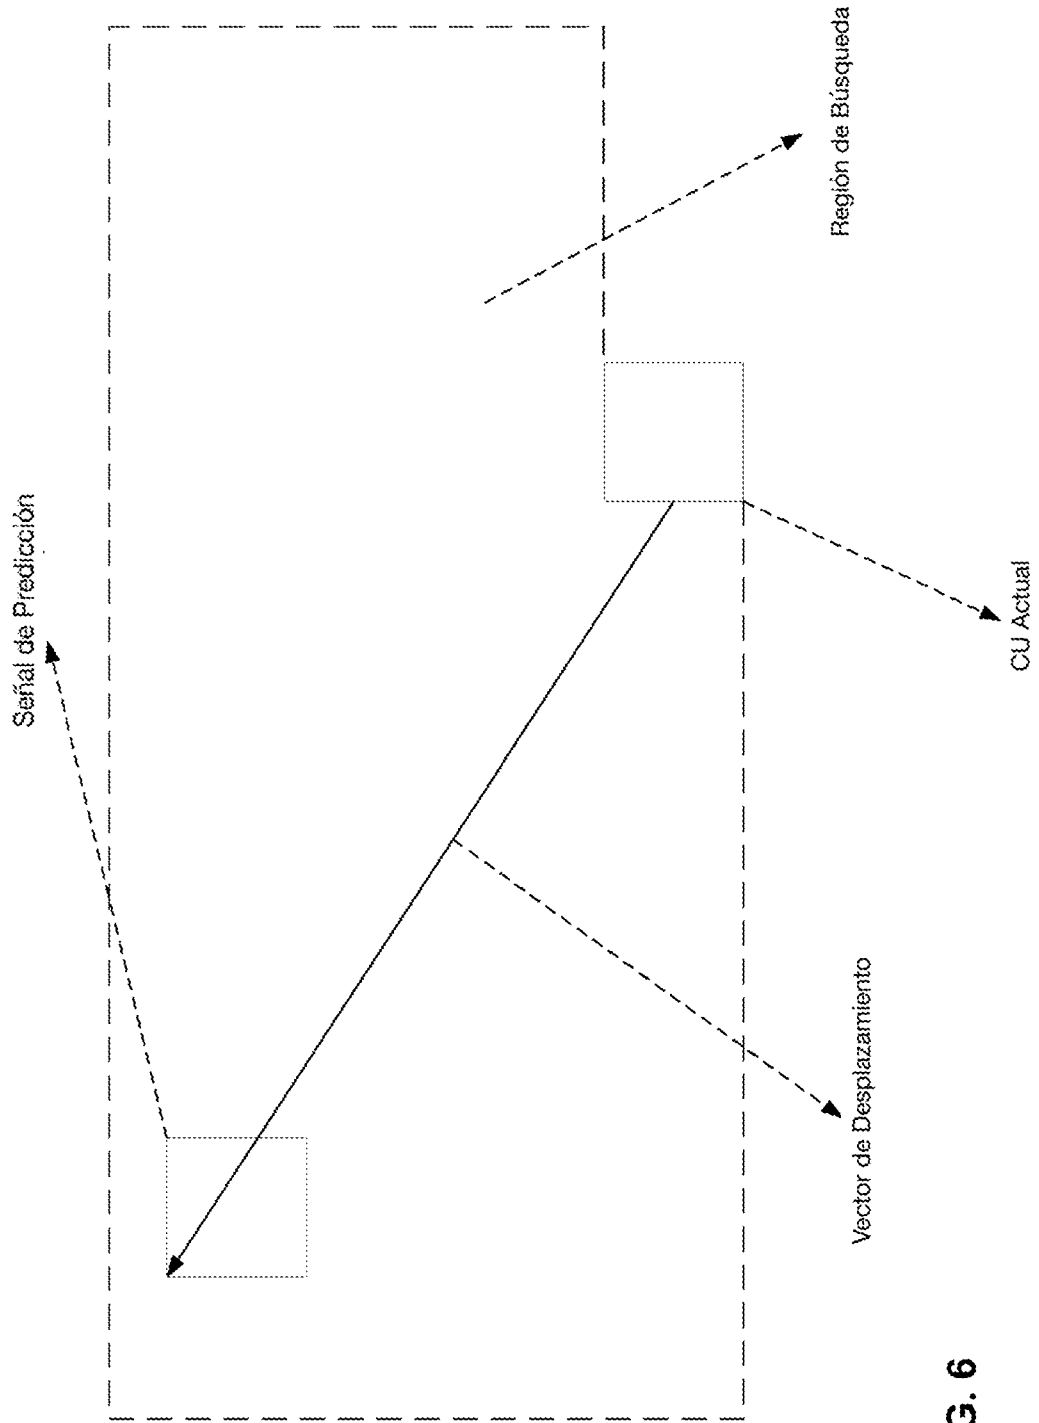 Señal de Predicción
Región de Búsqueda
CU Actual
Vector de Desplazamiento
G. 6